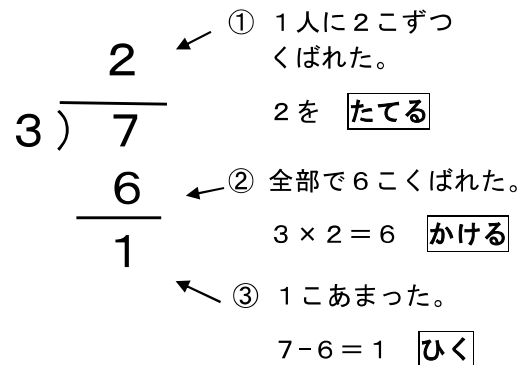 2
3)7
6
1
① 1人に2こずつ
くばれた。
2を たてる
② 全部で6こくばれた。
3×2=6 かける
③ 1こあまった。
7-6=1 ひく